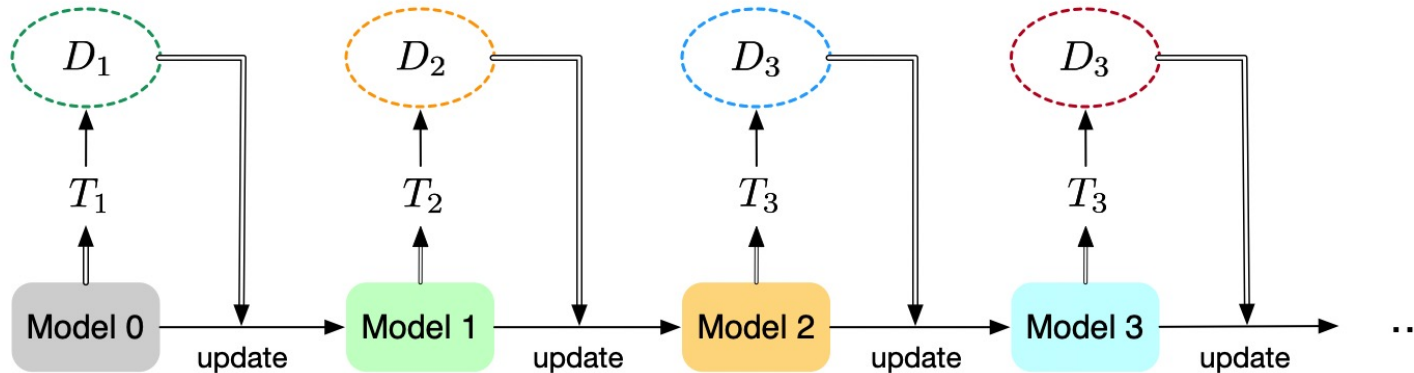 D₁ D₂ D₃ D₃
T₁ T₂ T₃ T₃
Model 0 Model 1 Model 2 Model 3 ..
update update update update